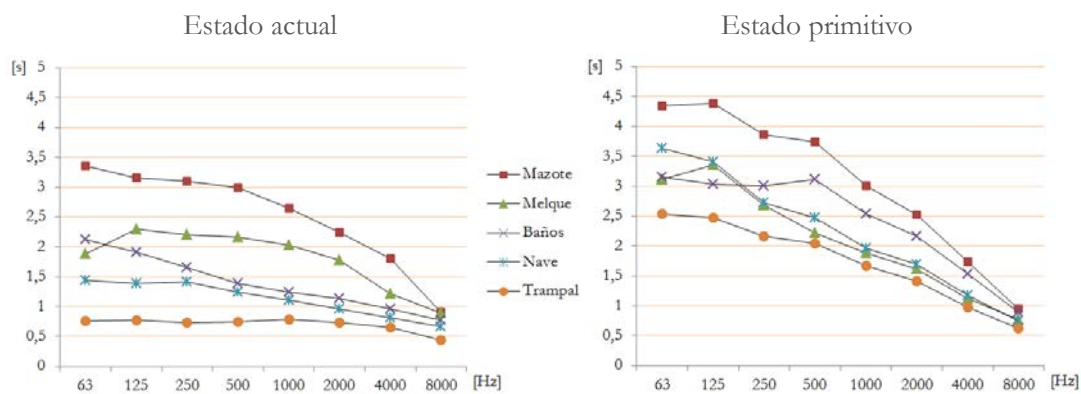 Estado actual
[s]
5
4,5
4
3,5
3
2,5
2
1,5
1
0,5
0
63 125 250 500 1000 2000 4000 8000 [Hz]
Mazote
Melque
Baños
Nave
Trampal
Estado primitivo
[s]
5
4,5
4
3,5
3
2,5
2
1,5
1
0,5
0
63 125 250 500 1000 2000 4000 8000 [Hz]